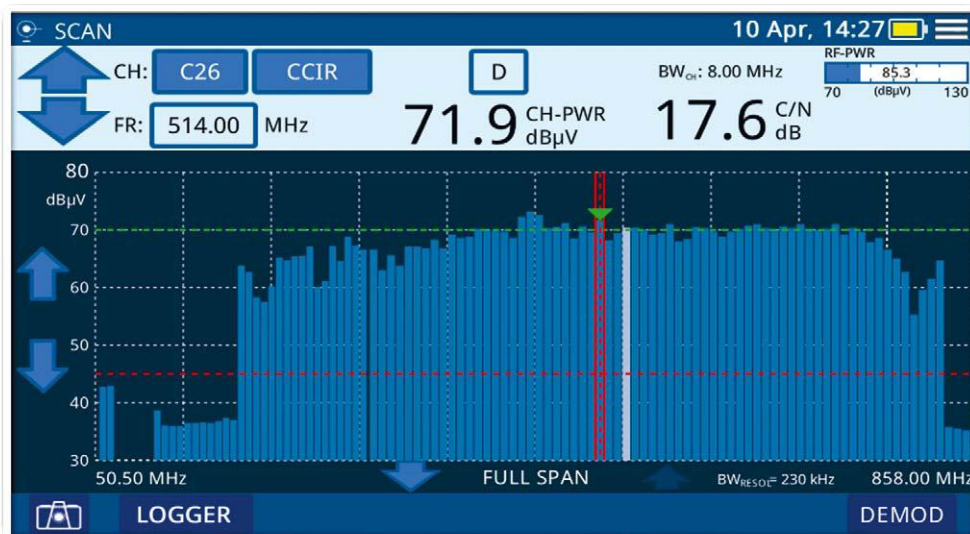 SCAN
10 Apr, 14:27
CH: C26 CCIR D BWCH: 8.00 MHz
RF-PWR
85.3
70 (dBµV) 130
FR: 514.00 MHz
71.9 CH-PWR dBµV
17.6 C/N dB
80
dBµV
70
60
50
40
30
50.50 MHz FULL SPAN BWRESOL= 230 kHz 858.00 MHz
LOGGER DEMOD